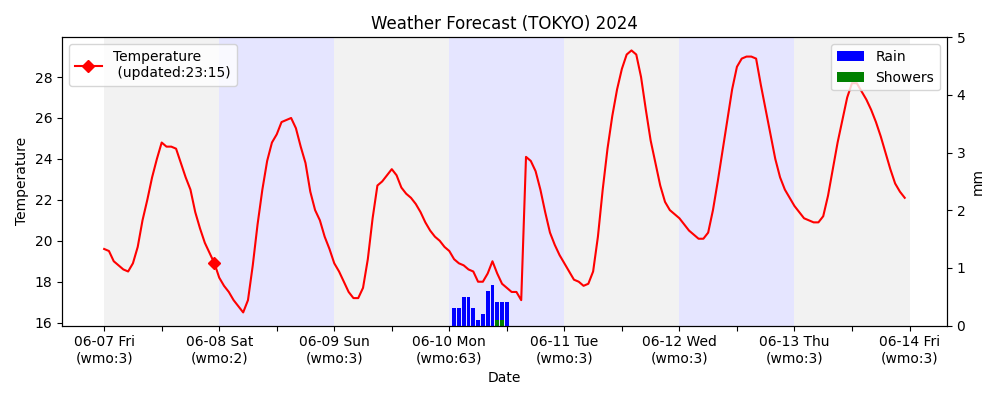 Weather Forecast (TOKYO) 2024
Temperature
(updated:23:15)
Rain
Showers
28
26
24
22
20
18
16
Temperature
5
4
3
2
1
0
mm
06-07 Fri
(wmo:3)
06-08 Sat
(wmo:2)
06-09 Sun
(wmo:3)
06-10 Mon
(wmo:63)
06-11 Tue
(wmo:3)
06-12 Wed
(wmo:3)
06-13 Thu
(wmo:3)
06-14 Fri
(wmo:3)
Date